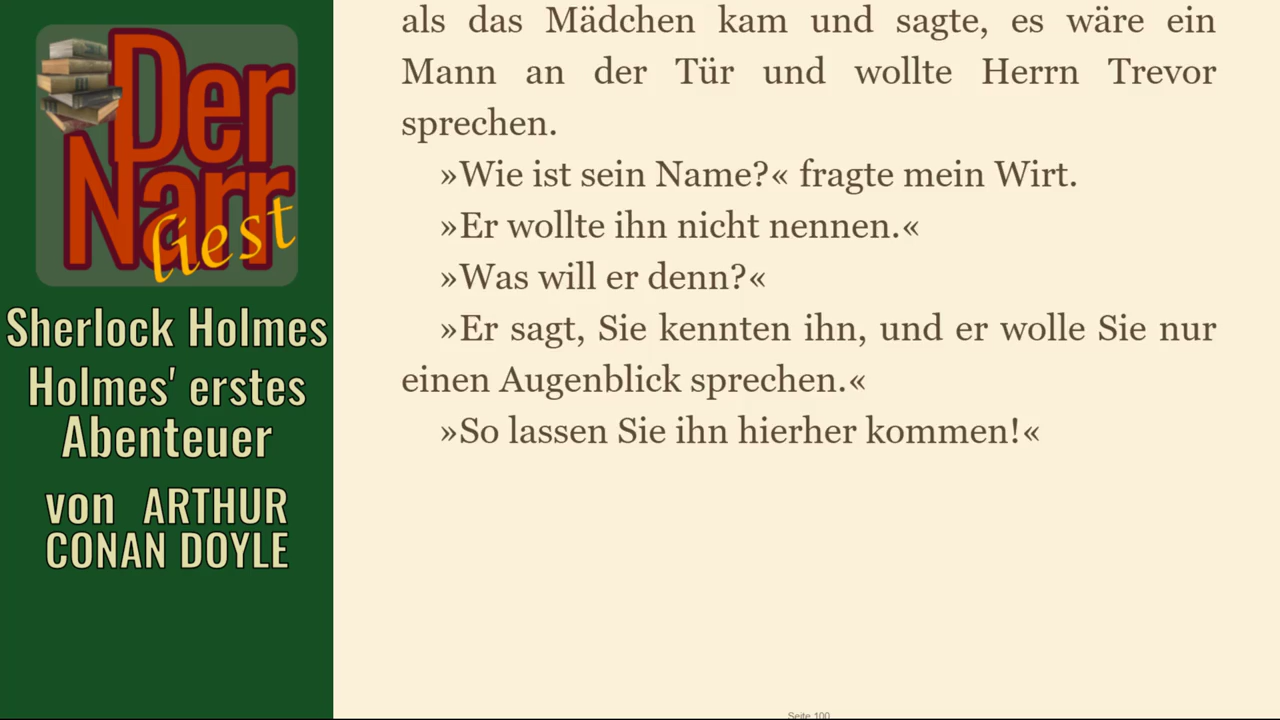 Der
Narr
liest
Sherlock Holmes
Holmes' erstes
Abenteuer
von ARTHUR
CONAN DOYLE
als das Mädchen kam und sagte, es wäre ein
Mann an der Tür und wollte Herrn Trevor
sprechen.
»Wie ist sein Name?« fragte mein Wirt.
»Er wollte ihn nicht nennen.«
»Was will er denn?«
»Er sagt, Sie kennten ihn, und er wolle Sie nur
einen Augenblick sprechen.«
»So lassen Sie ihn hierher kommen!«
Seite 100